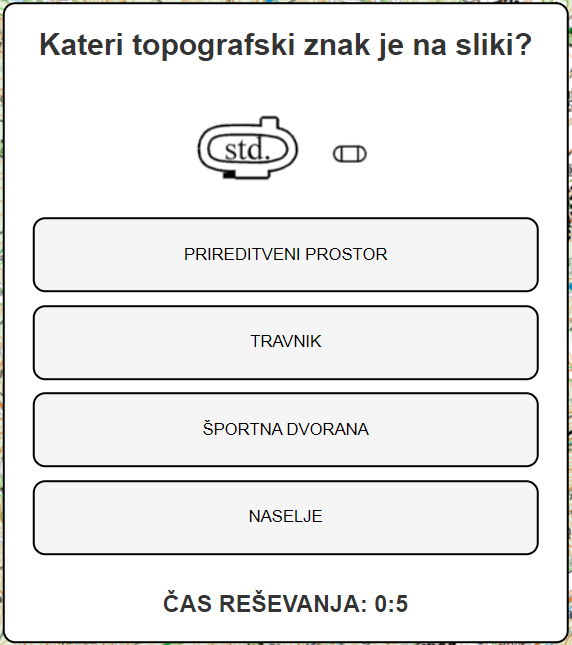 Kateri topografski znak je na sliki?
std.
PRIREDITVENI PROSTOR
TRAVNIK
ŠPORTNA DVORANA
NASELJE
ČAS REŠEVANJA: 0:5